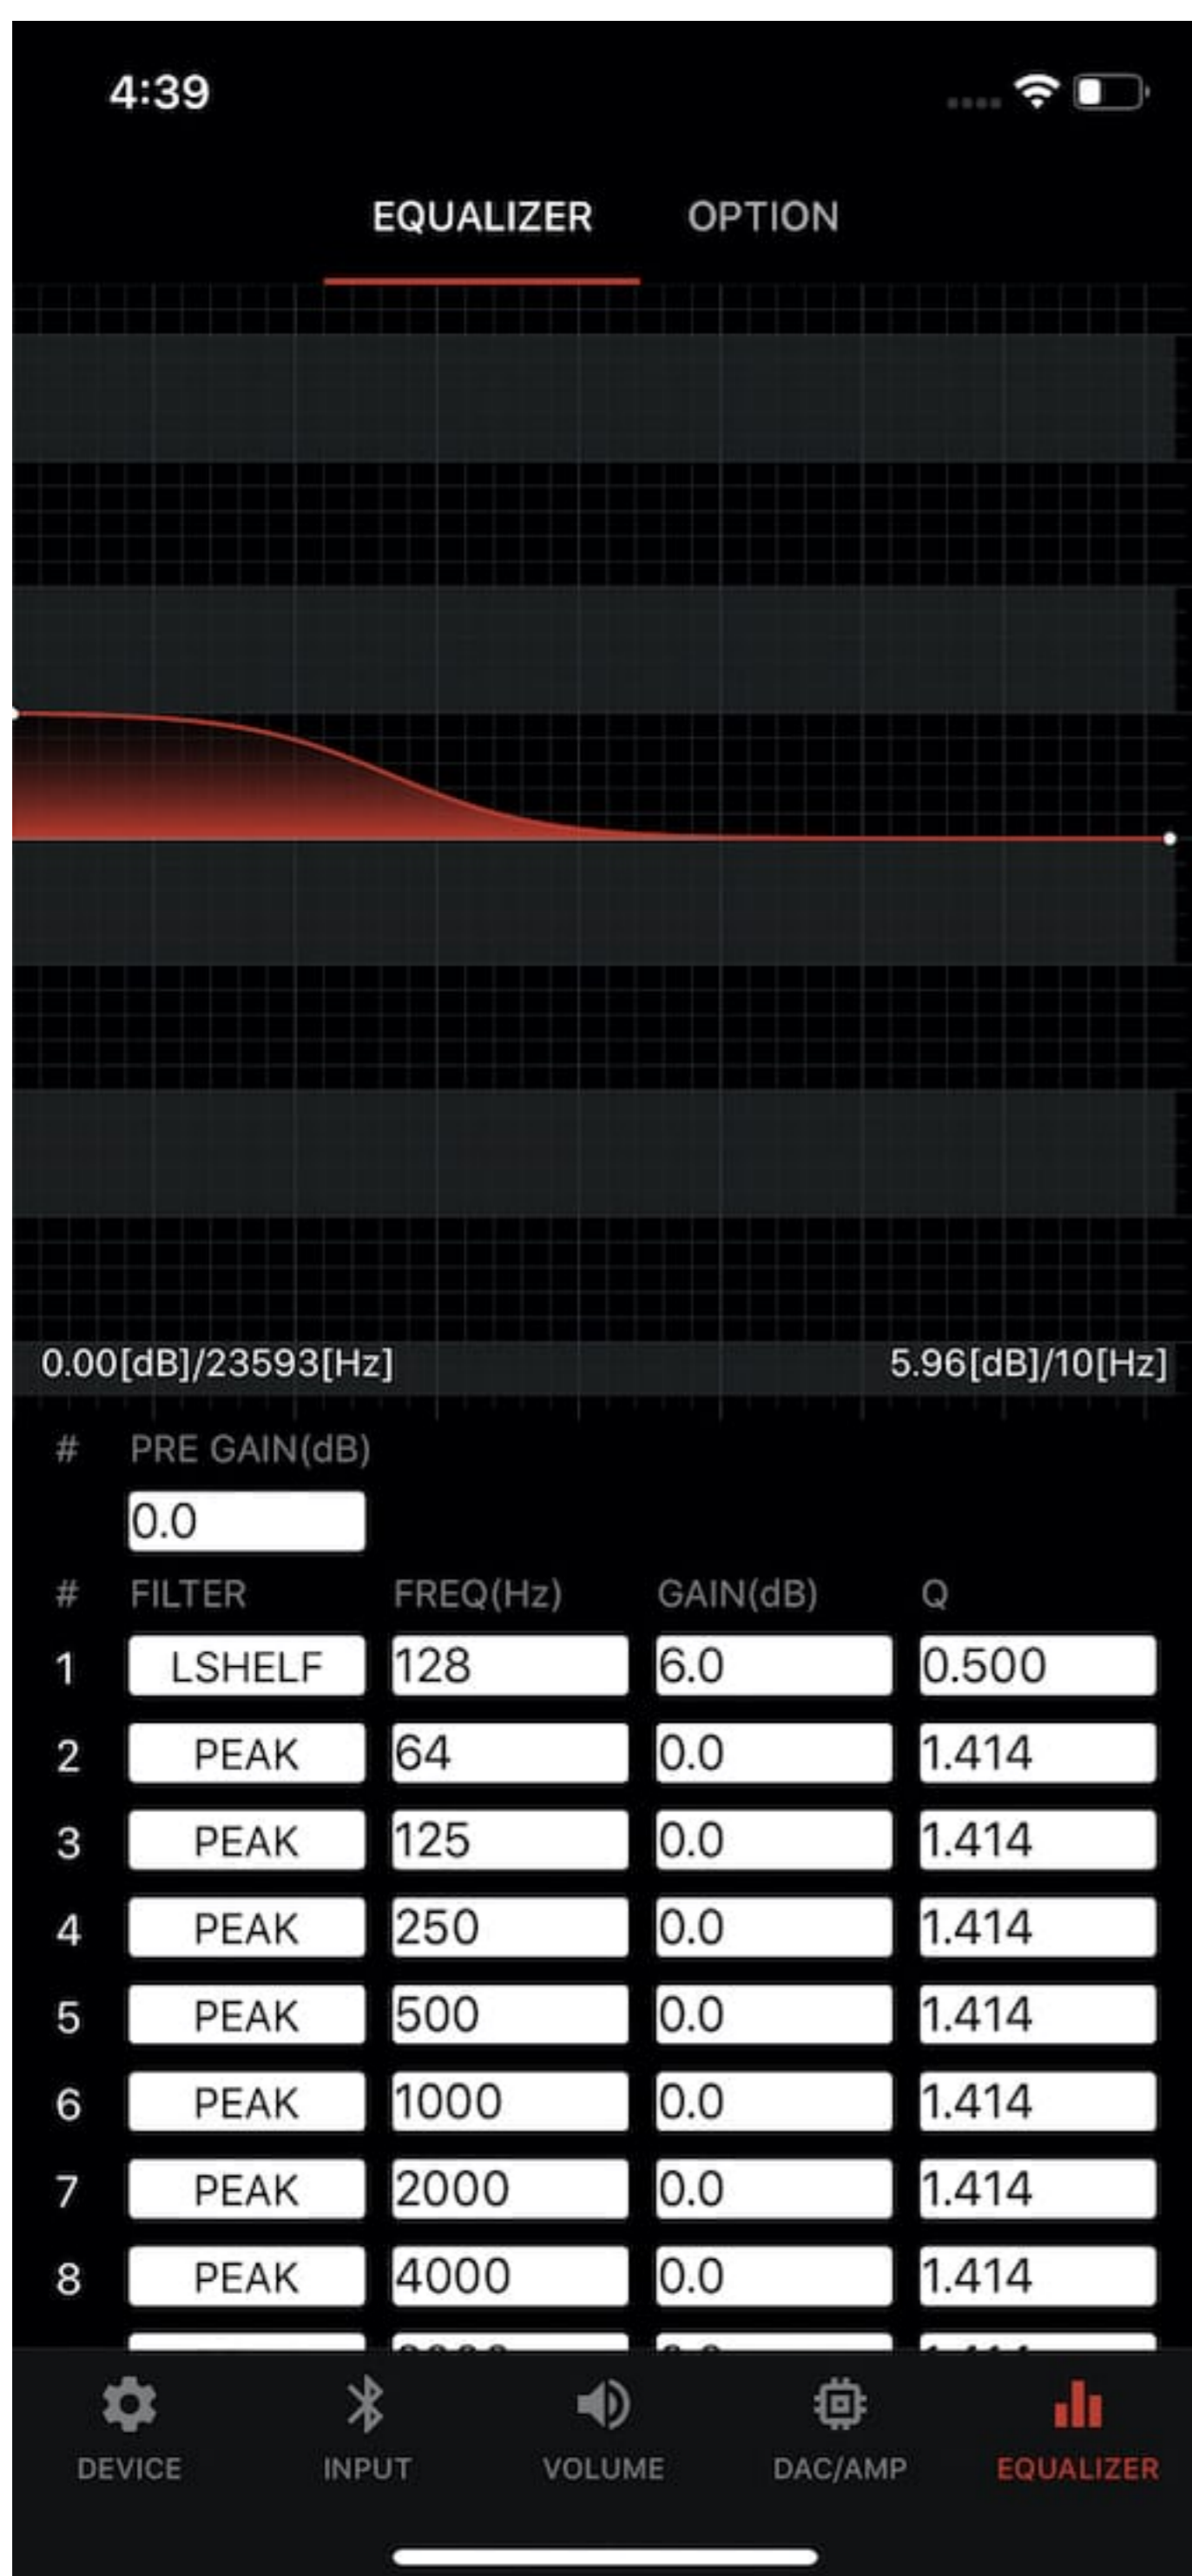 4:39
EQUALIZER OPTION
0.00[dB]/23593[Hz] 5.96[dB]/10[Hz]
# PRE GAIN(dB)
0.0
# FILTER FREQ(Hz) GAIN(dB) Q
1 LSHELF 128 6.0 0.500
2 PEAK 64 0.0 1.414
3 PEAK 125 0.0 1.414
4 PEAK 250 0.0 1.414
5 PEAK 500 0.0 1.414
6 PEAK 1000 0.0 1.414
7 PEAK 2000 0.0 1.414
8 PEAK 4000 0.0 1.414
DEVICE INPUT VOLUME DAC/AMP EQUALIZER